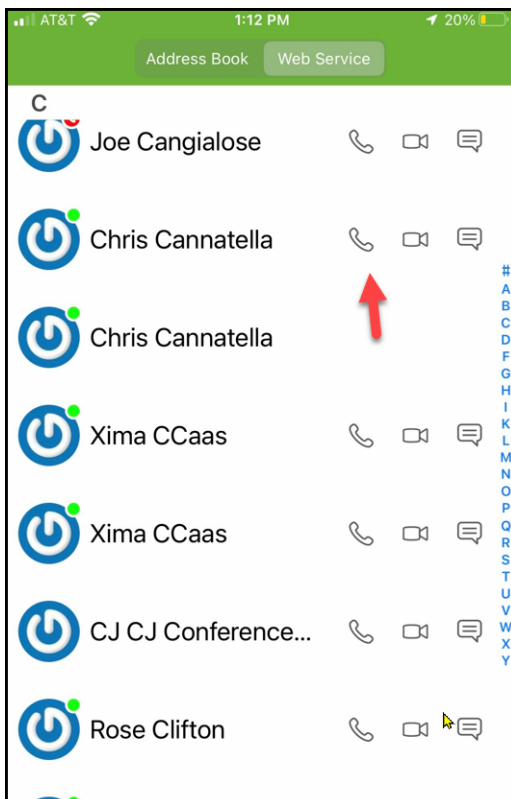 AT&T 1:12 PM 20%
Address Book Web Service
C
Joe Cangialose
Chris Cannatella
Chris Cannatella
Xima CCaas
Xima CCaas
CJ CJ Conference...
Rose Clifton
#
A
B
C
D
F
G
H
I
K
L
M
N
O
P
Q
R
S
T
U
V
W
X
Y